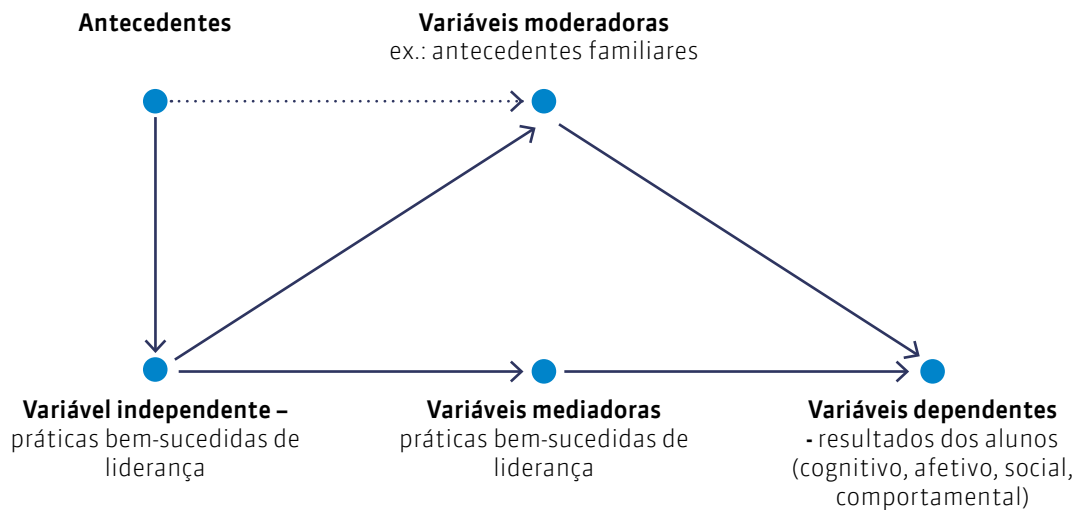 Antecedentes
Variáveis moderadoras
ex.: antecedentes familiares
Variável independente –
práticas bem-sucedidas de
liderança
Variáveis mediadoras
práticas bem-sucedidas de
liderança
Variáveis dependentes
- resultados dos alunos
(cognitivo, afetivo, social,
comportamental)